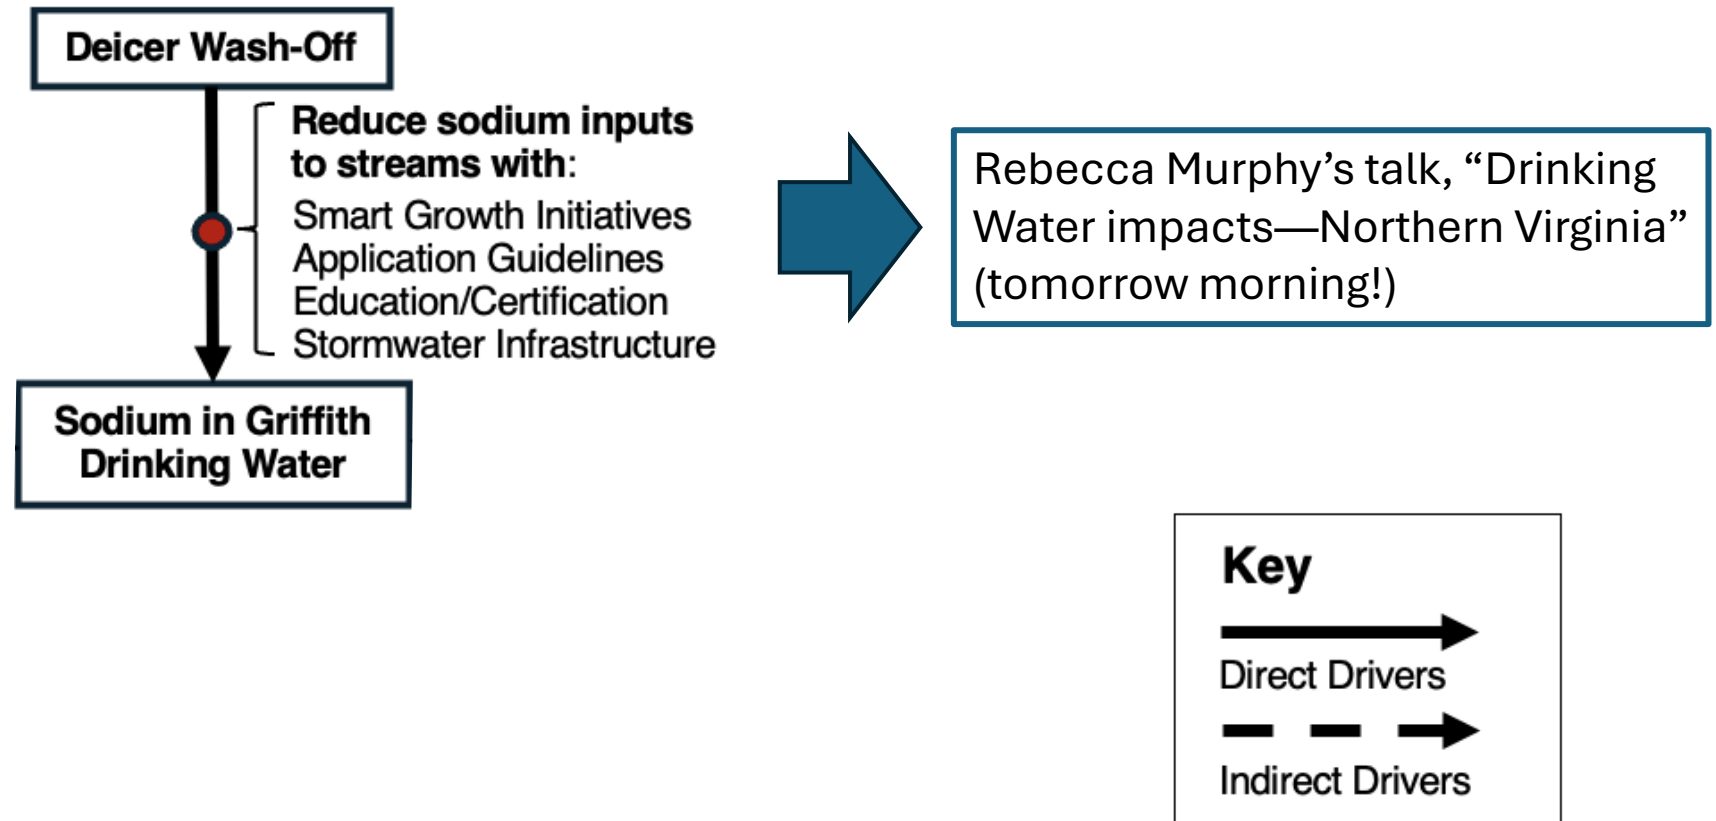 Deicer Wash-Off
Reduce sodium inputs
to streams with:
Smart Growth Initiatives
Application Guidelines
Education/Certification
Stormwater Infrastructure
Sodium in Griffith
Drinking Water
Rebecca Murphy’s talk, “Drinking
Water impacts—Northern Virginia”
(tomorrow morning!)
Key
Direct Drivers
Indirect Drivers